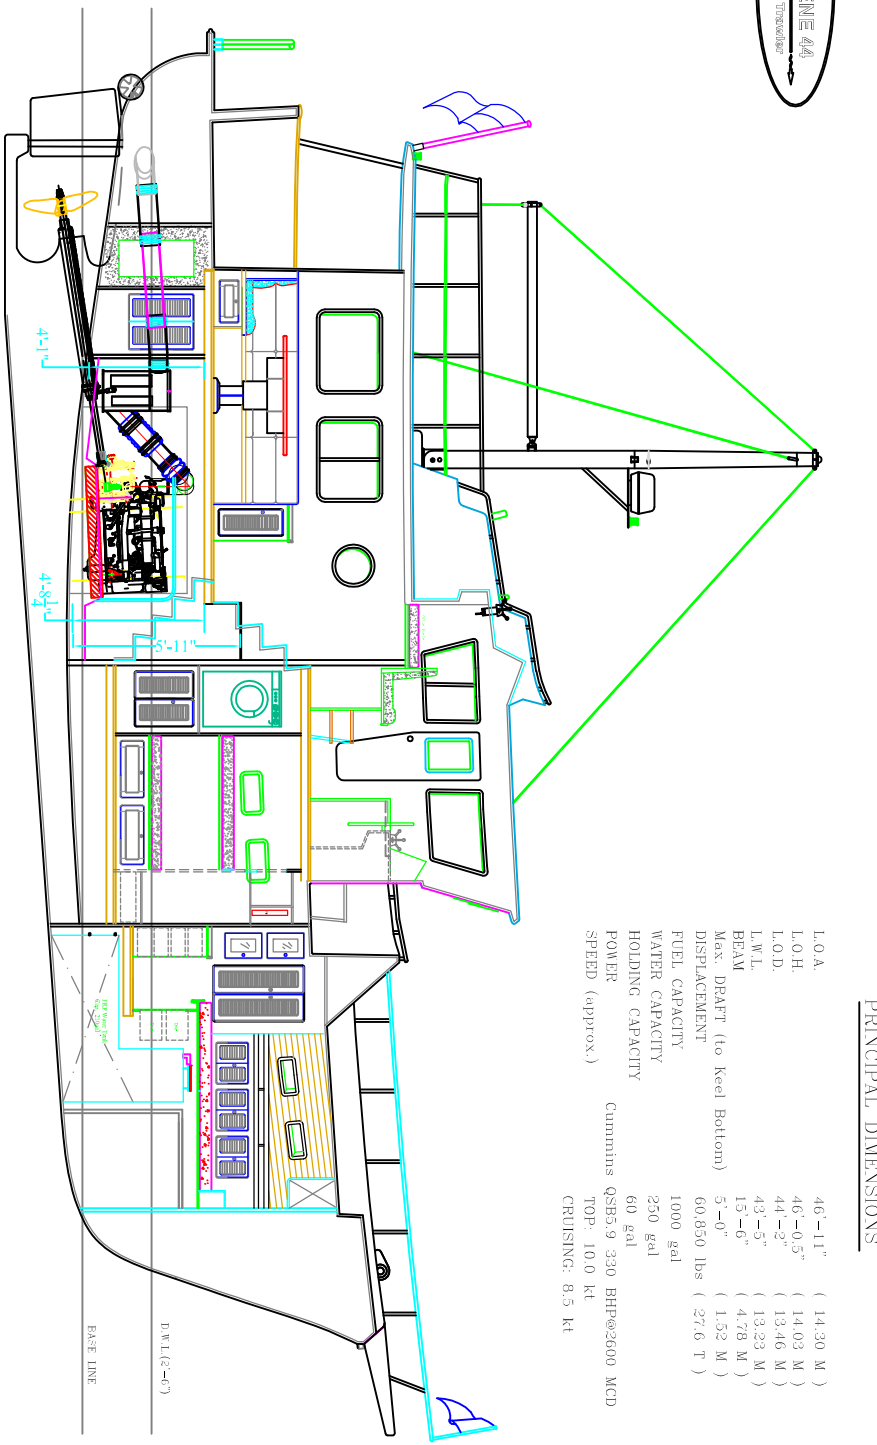 ENE 44
Trawler
PRINCIPAL DIMENSIONS
L.O.A. 46'-11" ( 14.30 M )
L.O.H. 46'-0.5" ( 14.03 M )
L.O.D. 44'-2" ( 13.46 M )
L.W.L. 43'-5" ( 13.23 M )
BEAM 15'-6" ( 4.78 M )
Max. DRAFT (to Keel Bottom) 5'-0" ( 1.52 M )
DISPLACEMENT 60,850 lbs ( 27.6 T )
FUEL CAPACITY 1000 gal
WATER CAPACITY 250 gal
HOLDING CAPACITY 60 gal
POWER Cummins QSB5.9 330 BHP@2600 MCD
SPEED (approx.) TOP: 10.0 kt
CRUISING: 8.5 kt
4'-1"
4'-8 1/4"
5'-11"
D.W.L.(2'-6")
BASE LINE